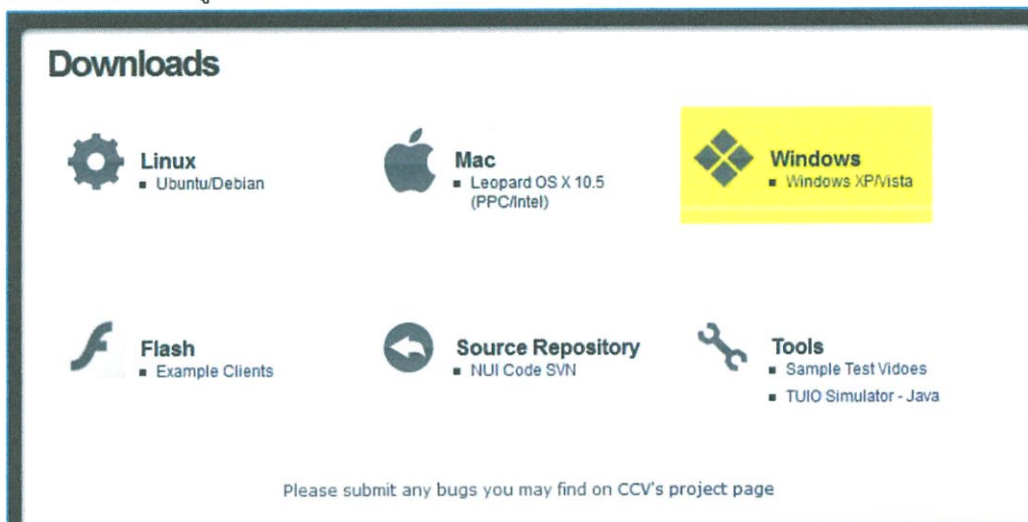 Downloads
Linux
▪ Ubuntu/Debian
Mac
▪ Leopard OS X 10.5
(PPC/Intel)
Windows
▪ Windows XP/Vista
Flash
▪ Example Clients
Source Repository
▪ NUI Code SVN
Tools
▪ Sample Test Vidoes
▪ TUIO Simulator - Java
Please submit any bugs you may find on CCV's project page